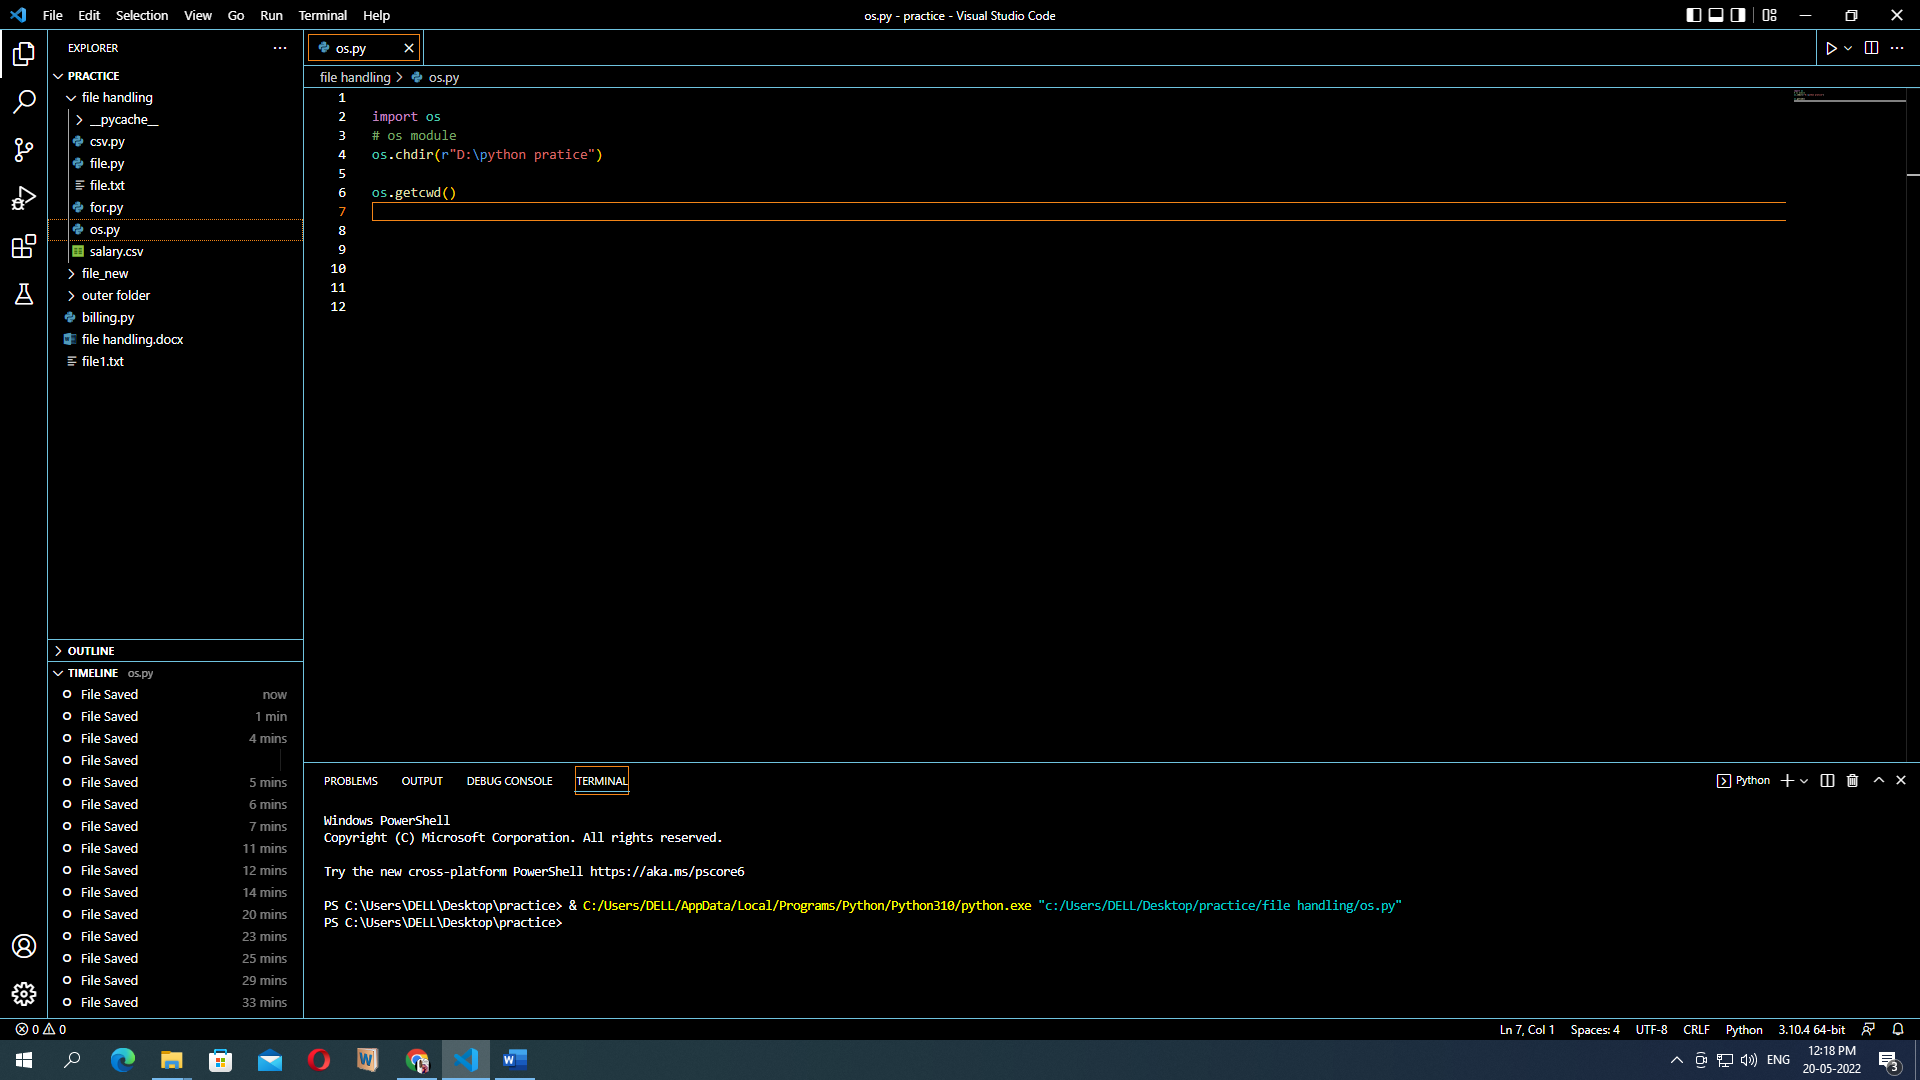 File Edit Selection View Go Run Terminal Help
os.py - practice - Visual Studio Code
EXPLORER
PRACTICE
file handling
__pycache__
csv.py
file.py
file.txt
for.py
os.py
salary.csv
file_new
outer folder
billing.py
file handling.docx
file1.txt
OUTLINE
TIMELINE os.py
File Saved now
File Saved 1 min
File Saved 4 mins
File Saved
File Saved 5 mins
File Saved 6 mins
File Saved 7 mins
File Saved 11 mins
File Saved 12 mins
File Saved 14 mins
File Saved 20 mins
File Saved 23 mins
File Saved 25 mins
File Saved 29 mins
File Saved 33 mins
os.py
file handling > os.py
1
2 import os
3 # os module
4 os.chdir(r"D:\python pratice")
5
6 os.getcwd()
7
8
9
10
11
12
PROBLEMS OUTPUT DEBUG CONSOLE TERMINAL
Python
Windows PowerShell
Copyright (C) Microsoft Corporation. All rights reserved.
Try the new cross-platform PowerShell https://aka.ms/pscore6
PS C:\Users\DELL\Desktop\practice> & C:/Users/DELL/AppData/Local/Programs/Python/Python310/python.exe "c:/Users/DELL/Desktop/practice/file handling/os.py"
PS C:\Users\DELL\Desktop\practice>
0 0
Ln 7, Col 1 Spaces: 4 UTF-8 CRLF Python 3.10.4 64-bit
ENG
12:18 PM
20-05-2022
3